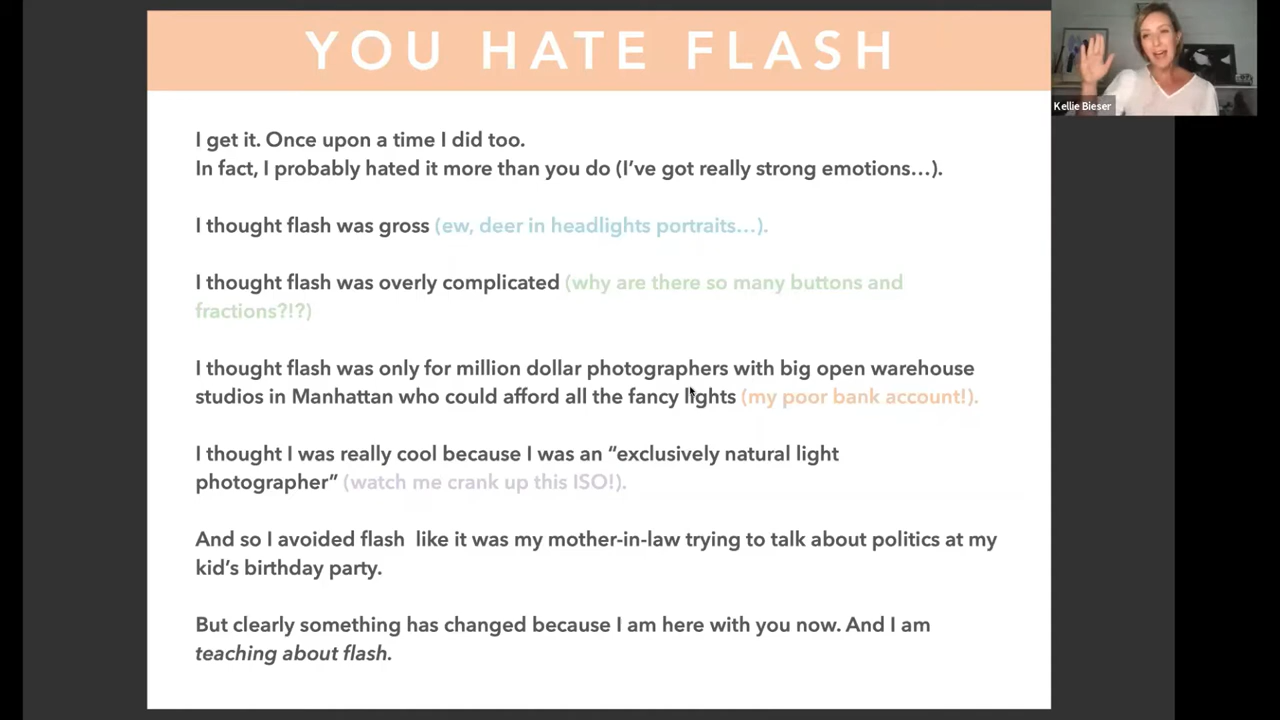 YOU HATE FLASH
Kellie Bieser
I get it. Once upon a time I did too.
In fact, I probably hated it more than you do (I’ve got really strong emotions…).
I thought flash was gross (ew, deer in headlights portraits…).
I thought flash was overly complicated (why are there so many buttons and
fractions?!?)
I thought flash was only for million dollar photographers with big open warehouse
studios in Manhattan who could afford all the fancy lights (my poor bank account!).
I thought I was really cool because I was an “exclusively natural light
photographer” (watch me crank up this ISO!).
And so I avoided flash  like it was my mother-in-law trying to talk about politics at my
kid’s birthday party.
But clearly something has changed because I am here with you now. And I am
teaching about flash.